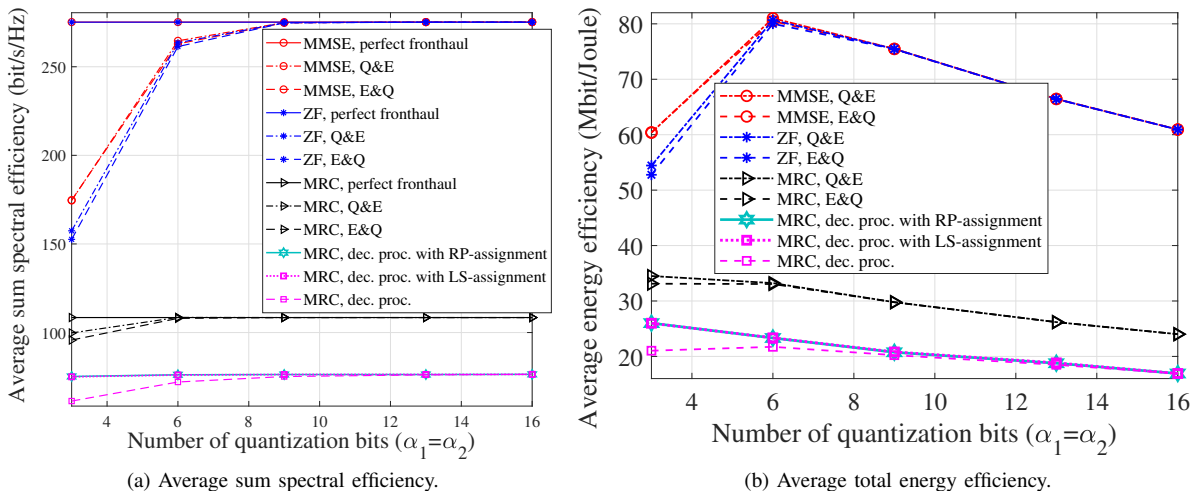 Average sum spectral efficiency (bit/s/Hz)
250
200
150
100
MMSE, perfect fronthaul
MMSE, Q&E
MMSE, E&Q
ZF, perfect fronthaul
ZF, Q&E
ZF, E&Q
MRC, perfect fronthaul
MRC, Q&E
MRC, E&Q
MRC, dec. proc. with RP-assignment
MRC, dec. proc. with LS-assignment
MRC, dec. proc.
4 6 8 10 12 14 16
Number of quantization bits (α1=α2)
(a) Average sum spectral efficiency.
Average energy efficiency (Mbit/Joule)
80
70
60
50
40
30
20
MMSE, Q&E
MMSE, E&Q
ZF, Q&E
ZF, E&Q
MRC, Q&E
MRC, E&Q
MRC, dec. proc. with RP-assignment
MRC, dec. proc. with LS-assignment
MRC, dec. proc.
4 6 8 10 12 14 16
Number of quantization bits (α1=α2)
(b) Average total energy efficiency.